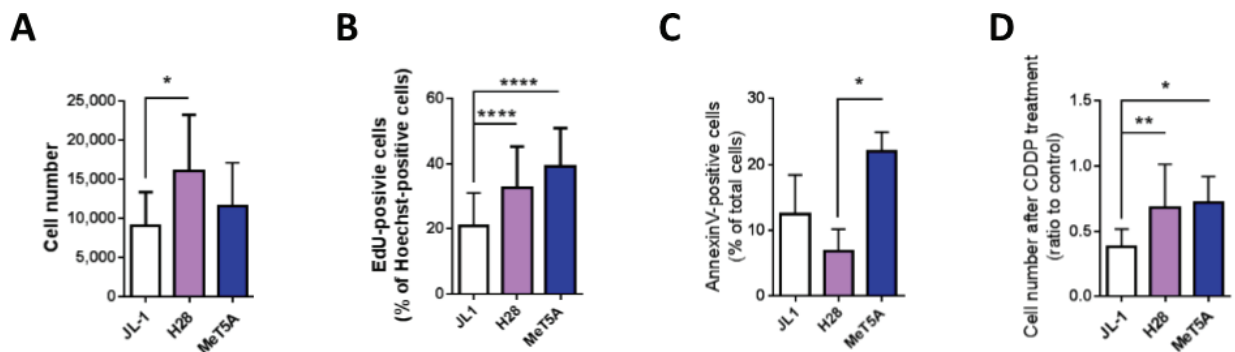 A
B
C
D
Cell number
25,000
20,000
15,000
10,000
5,000
0
*
JL-1
H28
MeT5A
EdU-posivie cells
(% of Hoechst-positive cells)
60
40
20
0
****
****
JL1
H28
MeT5A
AnnexinV-positive cells
(% of total cells)
30
20
10
0
*
JL1
H28
MeT5A
Cell number after CDDP treatment
(ratio to control)
1.5
1.0
0.5
0.0
*
**
JL-1
H28
MeT5A